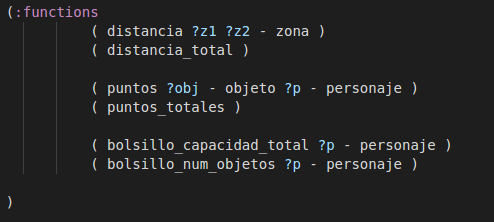 (:functions
( distancia ?z1 ?z2 - zona )
( distancia_total )
( puntos ?obj - objeto ?p - personaje )
( puntos_totales )
( bolsillo_capacidad_total ?p - personaje )
( bolsillo_num_objetos ?p - personaje )
)